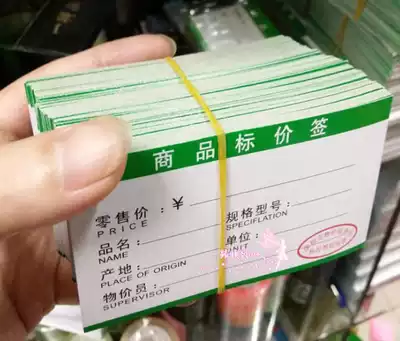 商品标价签
零售价：￥
PRICE
规格型号：
SPECIFLATION
品名：
NAME
单位：
UNIT
产地：
PLACE OF ORIGIN
物价员：
SUPERVISOR